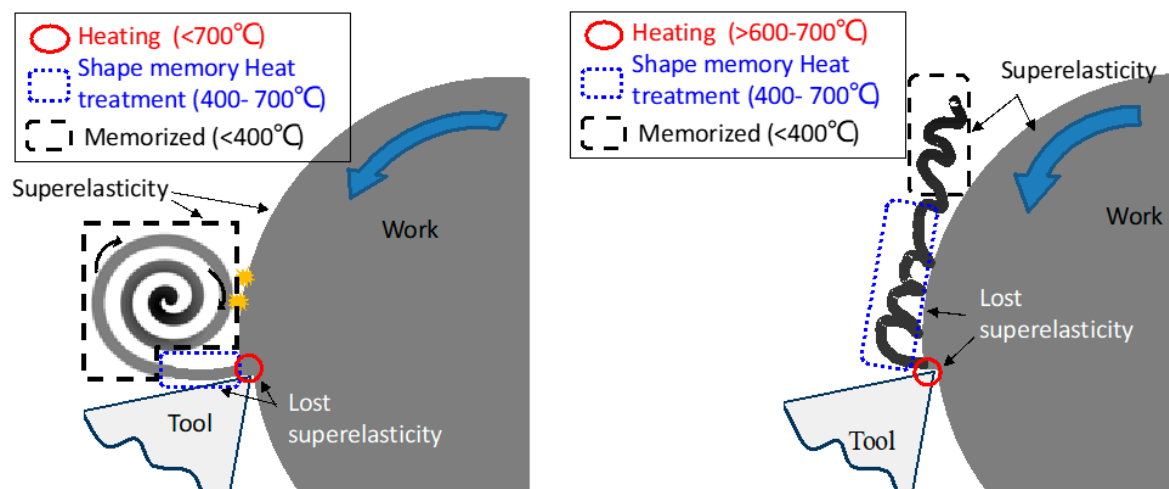 Heating (<700℃)
Shape memory Heat
treatment (400- 700℃)
Memorized (<400℃)
Superelasticity
Work
Tool
Lost
superelasticity
Heating (>600-700℃)
Shape memory Heat
treatment (400- 700℃)
Memorized (<400℃)
Superelasticity
Work
Lost
superelasticity
Tool